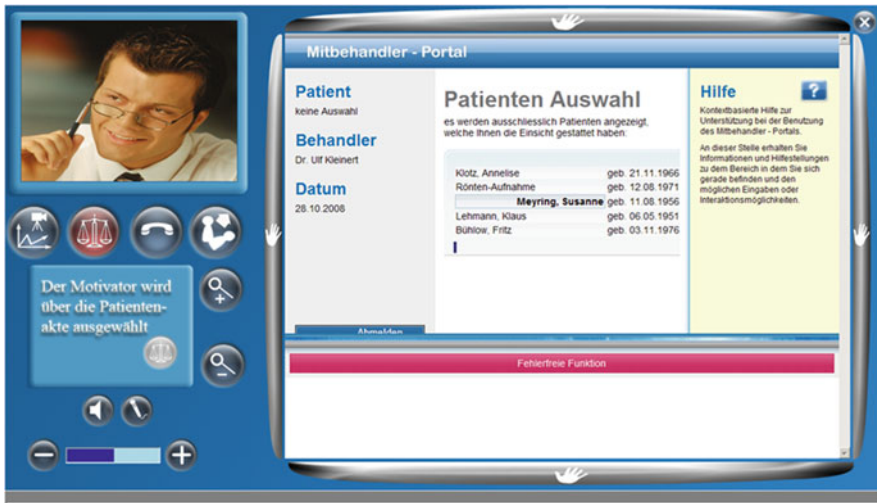 Mitbehandler - Portal
Patient
keine Auswahl
Behandler
Dr. Ulf Kleinert
Datum
28.10.2008
Abmelden
Patienten Auswahl
es werden ausschliesslich Patienten angezeigt,
welche Ihnen die Einsicht gestattet haben:
Klotz, Annelise geb. 21.11.1966
Rönten-Aufnahme geb. 12.08.1971
Meyring, Susanne geb. 11.08.1956
Lehmann, Klaus geb. 06.05.1951
Bühlow, Fritz geb. 03.11.1976
Hilfe
?
Kontextbasierte Hilfe zur
Unterstützung bei der Benutzung
des Mitbehandler - Portals.
An dieser Stelle erhalten Sie
Informationen und Hilfestellungen
zu dem Bereich in dem Sie sich
gerade befinden und den
möglichen Eingaben oder
Interaktionsmöglichkeiten.
Der Motivator wird
über die Patienten-
akte ausgewählt
Fehlerfreie Funktion